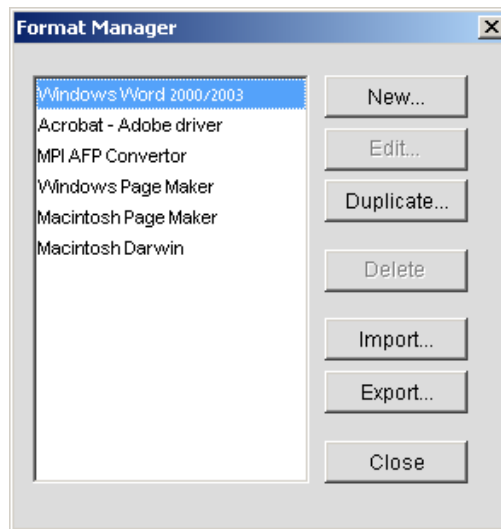 Format Manager
Windows Word 2000/2003
Acrobat - Adobe driver
MPI AFP Convertor
Windows Page Maker
Macintosh Page Maker
Macintosh Darwin
New...
Edit...
Duplicate...
Delete
Import...
Export...
Close